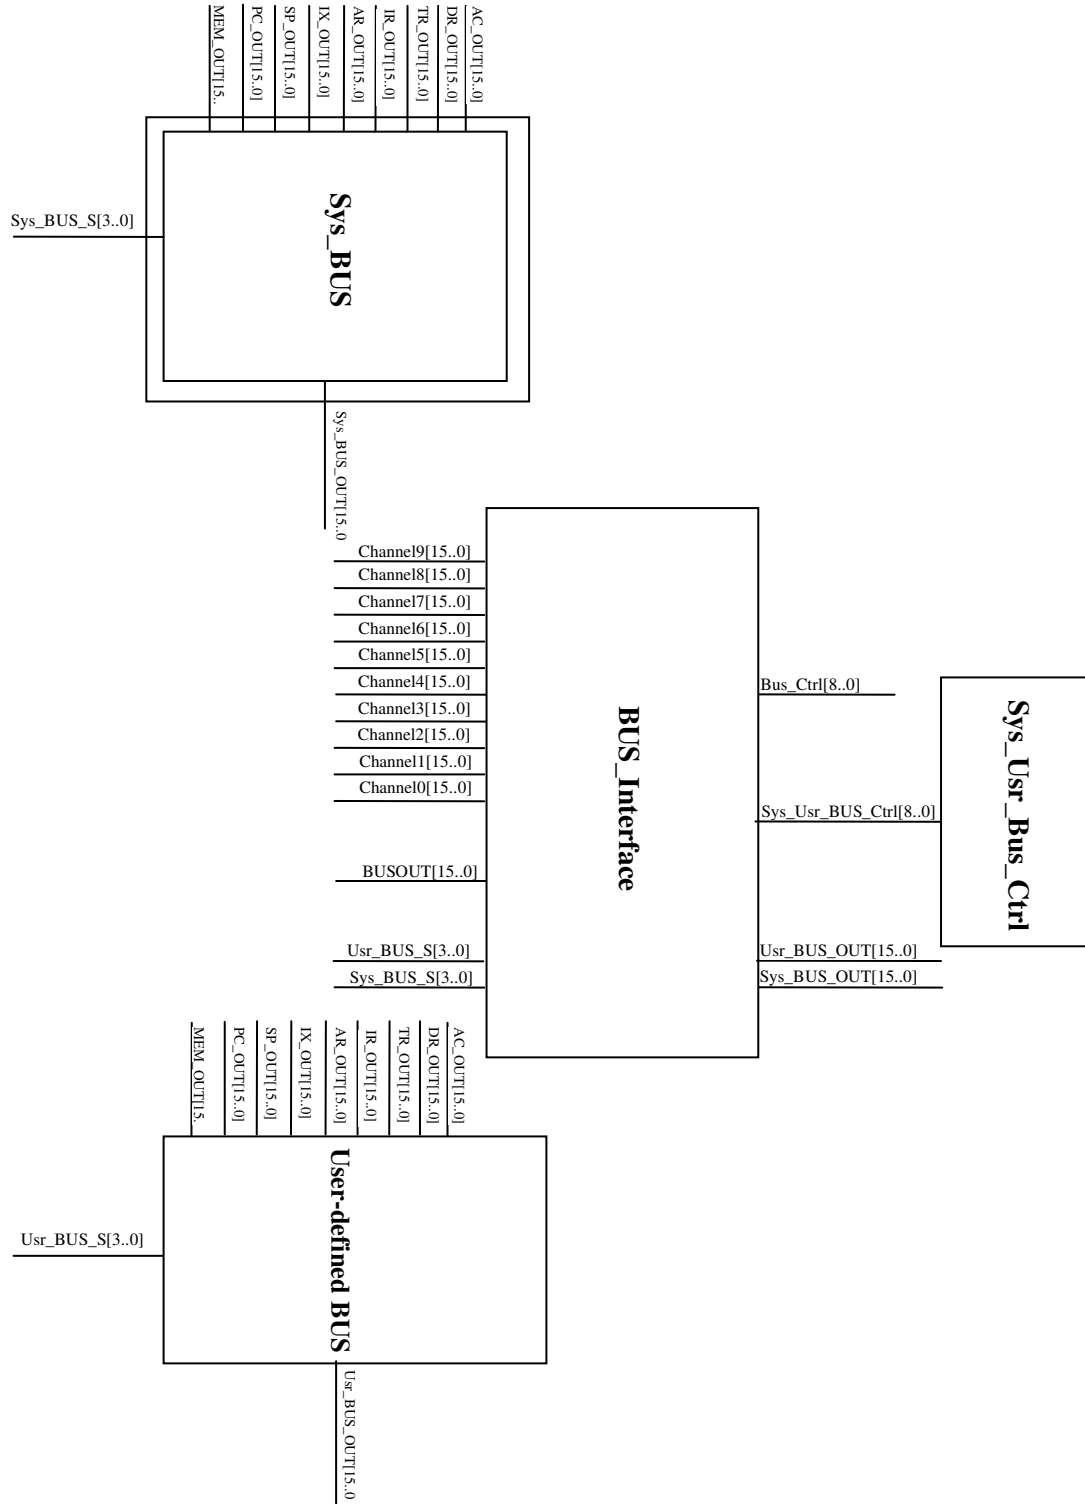 MEM_OUT[15..
PC_OUT[15..0]
SP_OUT[15..0]
IX_OUT[15..0]
AR_OUT[15..0]
IR_OUT[15..0]
TR_OUT[15..0]
DR_OUT[15..0]
AC_OUT[15..0]
Sys_BUS
Sys_BUS_S[3..0]
Sys_BUS_OUT[15..0
Channel9[15..0]
Channel8[15..0]
Channel7[15..0]
Channel6[15..0]
Channel5[15..0]
Channel4[15..0]
Channel3[15..0]
Channel2[15..0]
Channel1[15..0]
Channel0[15..0]
BUSOUT[15..0]
Usr_BUS_S[3..0]
Sys_BUS_S[3..0]
BUS_Interface
Bus_Ctrl[8..0]
Sys_Usr_BUS_Ctrl[8..0]
Usr_BUS_OUT[15..0]
Sys_BUS_OUT[15..0]
Sys_Usr_Bus_Ctrl
MEM_OUT[15.
PC_OUT[15..0]
SP_OUT[15..0]
IX_OUT[15..0]
AR_OUT[15..0]
IR_OUT[15..0]
TR_OUT[15..0]
DR_OUT[15..0]
AC_OUT[15..0]
User-defined BUS
Usr_BUS_S[3..0]
Usr_BUS_OUT[15..0